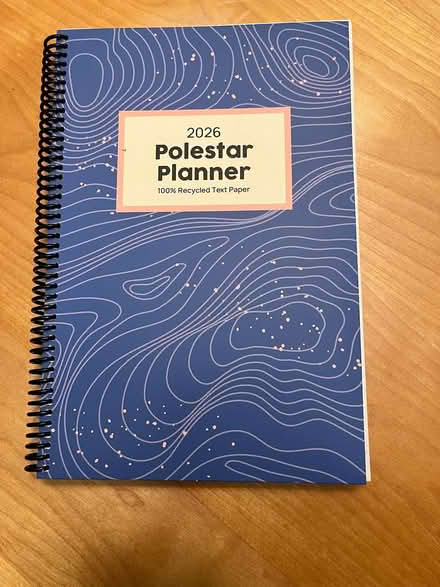 2026
Polestar
Planner
100% Recycled Text Paper